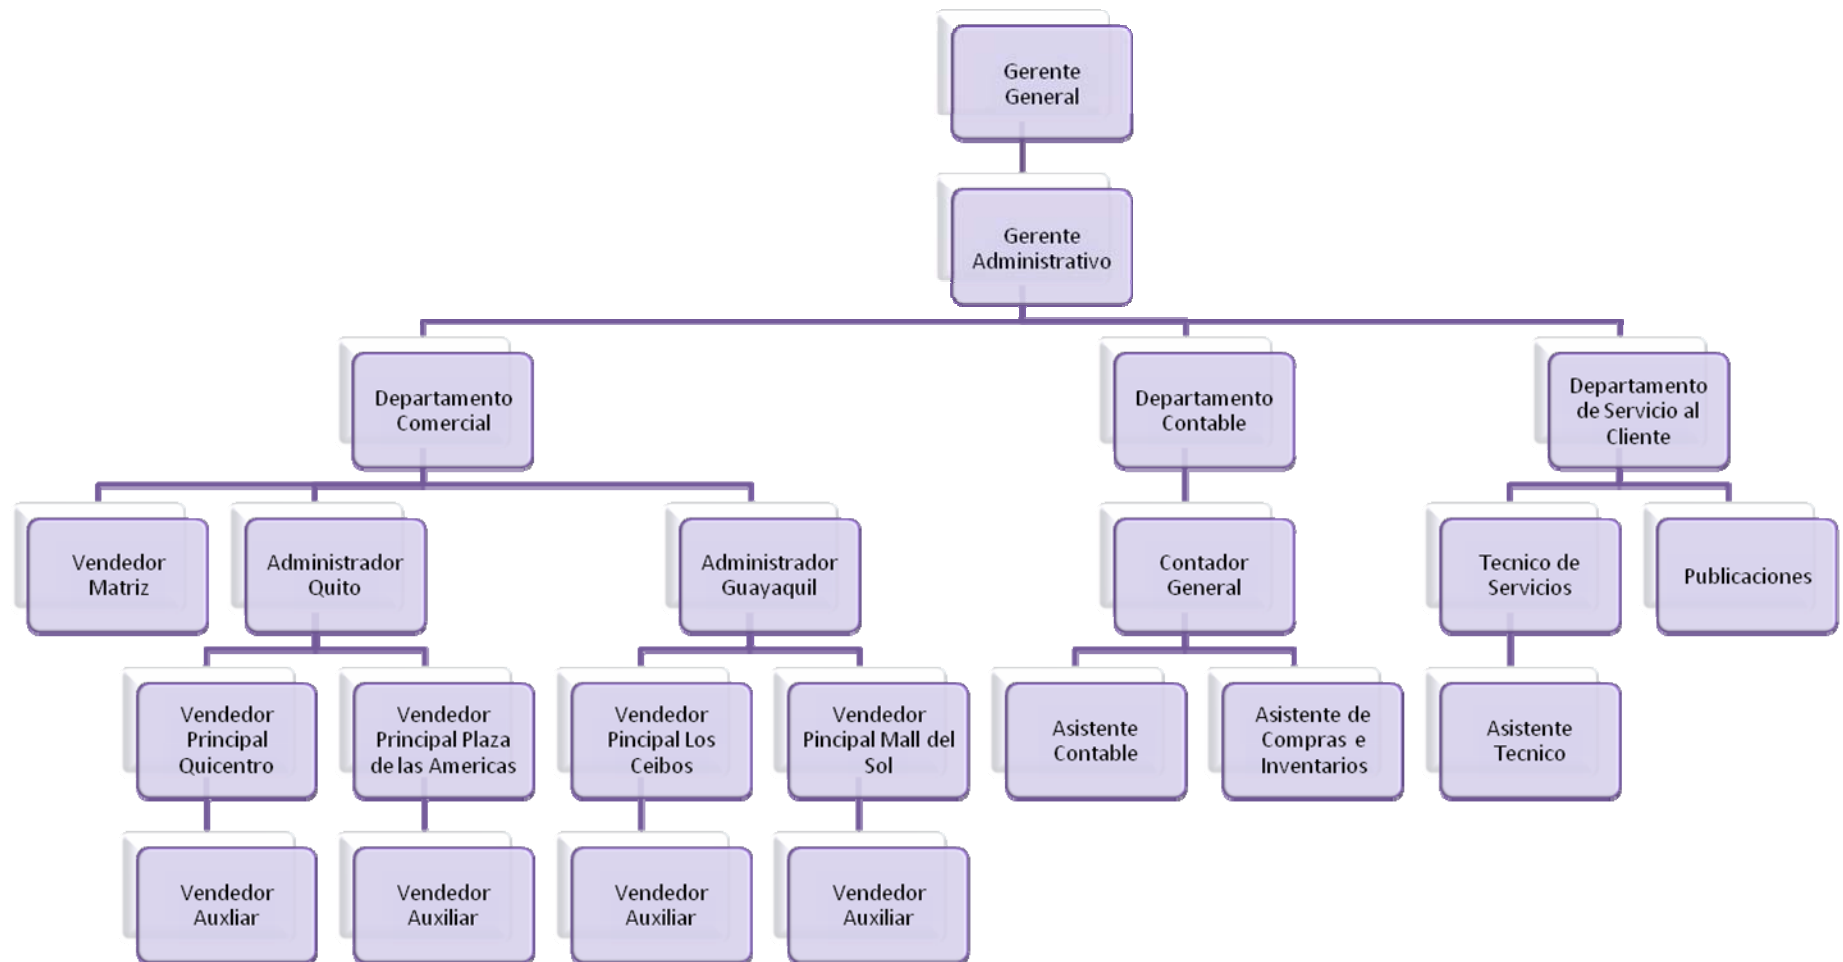 Gerente
General
Gerente
Administrativo
Departamento
Comercial
Departamento
Contable
Departamento
de Servicio al
Cliente
Vendedor
Matriz
Administrador
Quito
Administrador
Guayaquil
Contador
General
Tecnico de
Servicios
Publicaciones
Vendedor
Principal
Quicentro
Vendedor
Principal Plaza
de las Americas
Vendedor
Pincipal Los
Ceibos
Vendedor
Pincipal Mall del
Sol
Asistente
Contable
Asistente de
Compras e
Inventarios
Asistente
Tecnico
Vendedor
Auxliar
Vendedor
Auxiliar
Vendedor
Auxiliar
Vendedor
Auxiliar